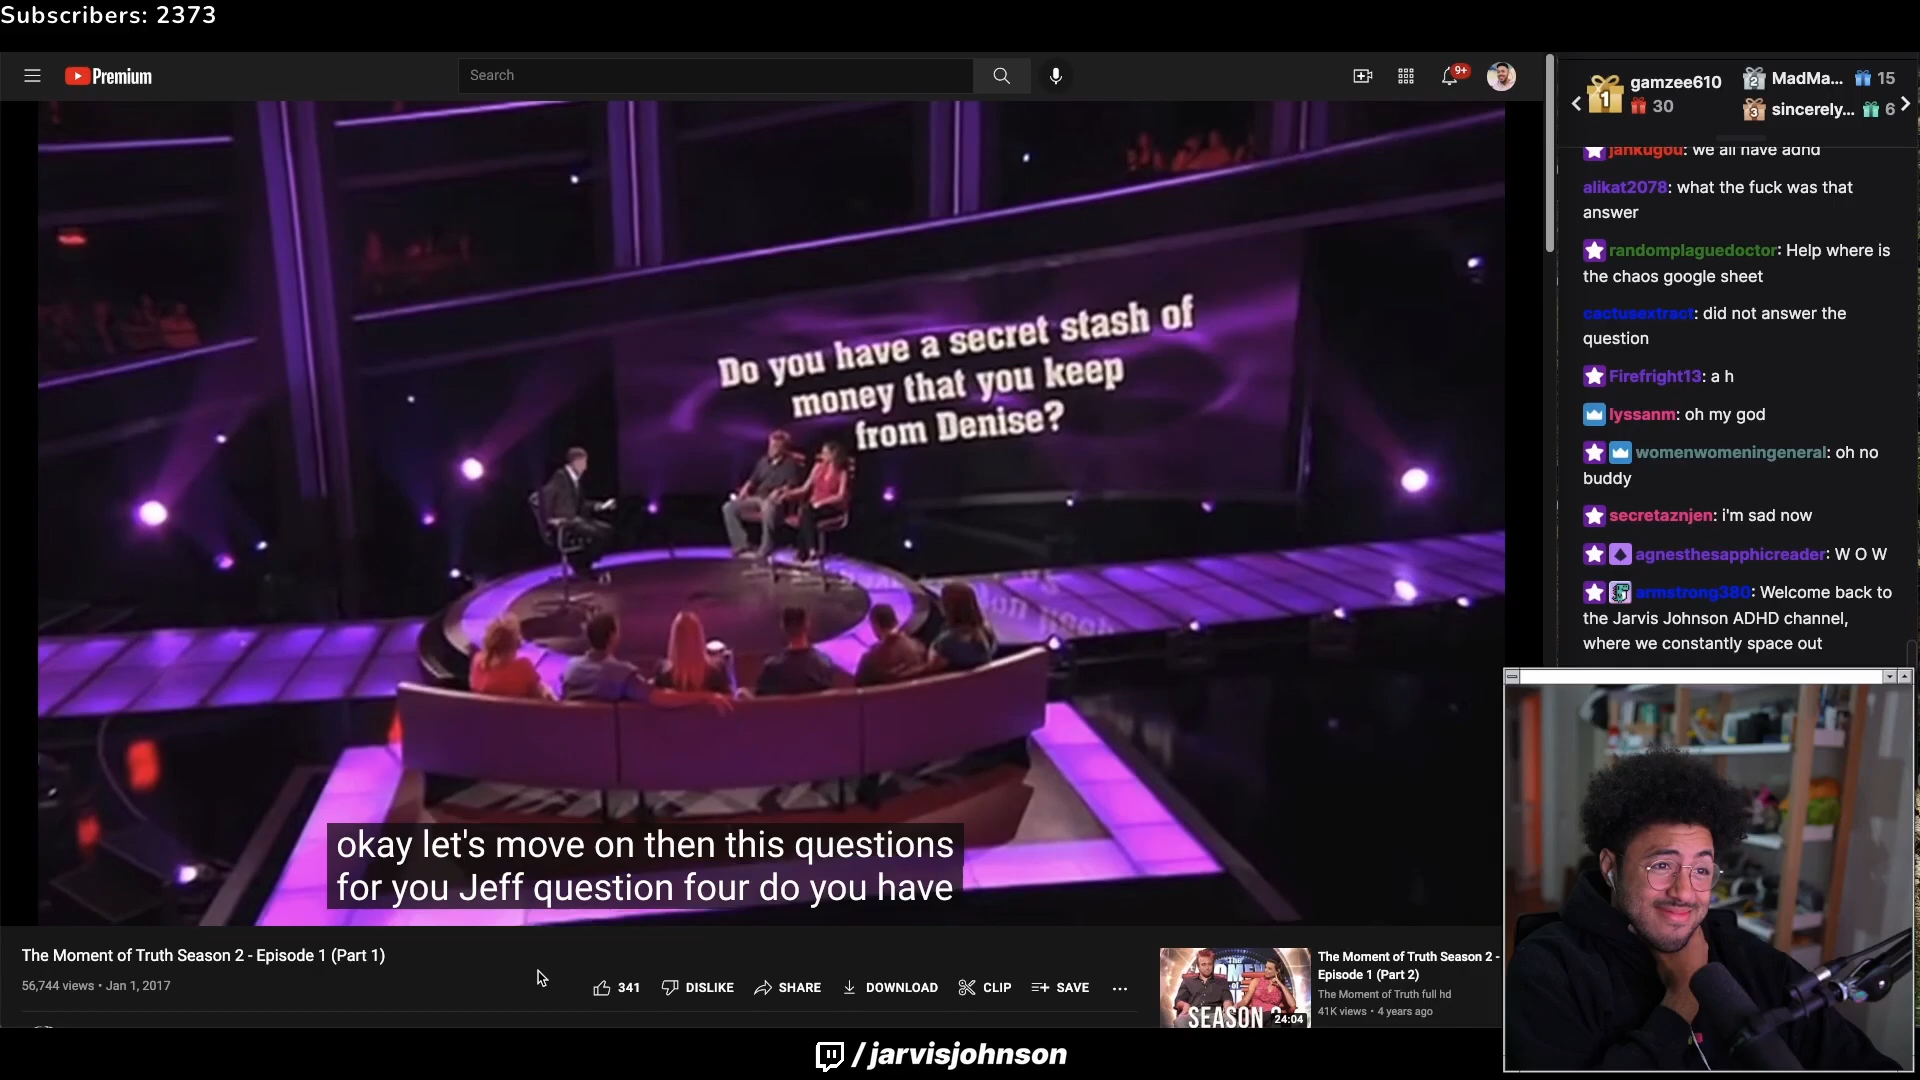 Subscribers: 2373
Premium
Search
9+
1
gamzee610
30
2
MadMa...
15
3
sincerely...
6
jankugou: we all have adhd
alikat2078: what the fuck was that
answer
randomplaguedoctor: Help where is
the chaos google sheet
cactusextract: did not answer the
question
Firefright13: a h
lyssanm: oh my god
womenwomeningeneral: oh no
buddy
secretaznjen: i'm sad now
agnesthesapphicreader: W O W
armstrong380: Welcome back to
the Jarvis Johnson ADHD channel,
where we constantly space out
Do you have a secret stash of
money that you keep
from Denise?
okay let's move on then this questions
for you Jeff question four do you have
The Moment of Truth Season 2 - Episode 1 (Part 1)
56,744 views • Jan 1, 2017
341
DISLIKE
SHARE
DOWNLOAD
CLIP
SAVE
SEASON
24:04
The Moment of Truth Season 2 -
Episode 1 (Part 2)
The Moment of Truth full hd
41K views • 4 years ago
/jarvisjohnson